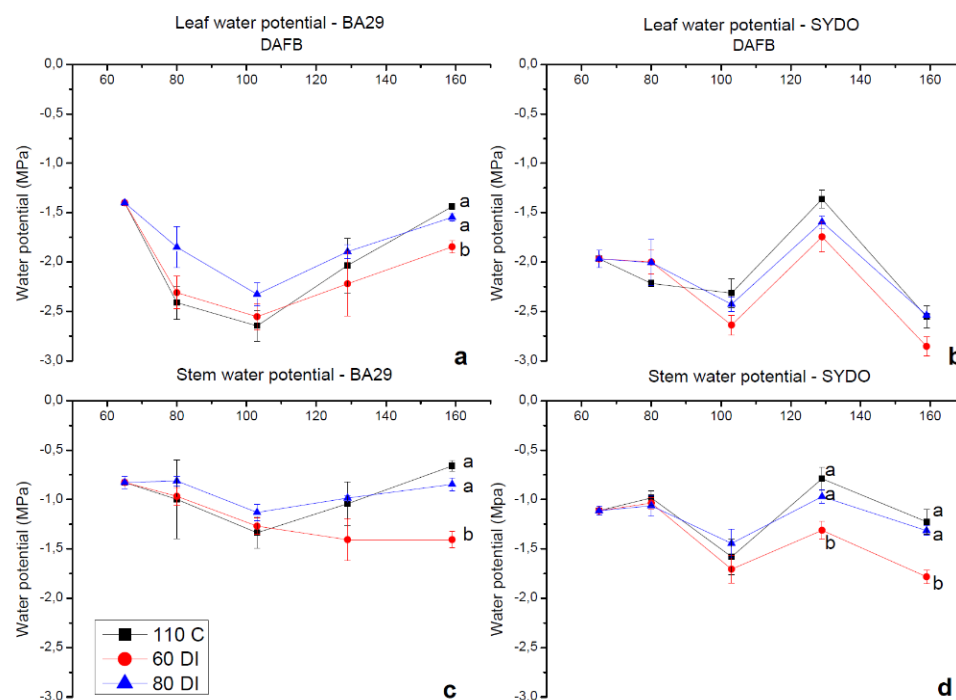 Leaf water potential - BA29
DAFB
60 80 100 120 140 160
0,0
-0,5
-1,0
-1,5
-2,0
-2,5
-3,0
Water potential (MPa)
a
a
b
a
Leaf water potential - SYDO
DAFB
60 80 100 120 140 160
0,0
-0,5
-1,0
-1,5
-2,0
-2,5
-3,0
Water potential (MPa)
b
Stem water potential - BA29
60 80 100 120 140 160
0,0
-0,5
-1,0
-1,5
-2,0
-2,5
-3,0
Water potential (MPa)
a
a
b
110 C
60 DI
80 DI
c
Stem water potential - SYDO
60 80 100 120 140 160
0,0
-0,5
-1,0
-1,5
-2,0
-2,5
-3,0
Water potential (Mpa)
a
a
b
a
a
b
d